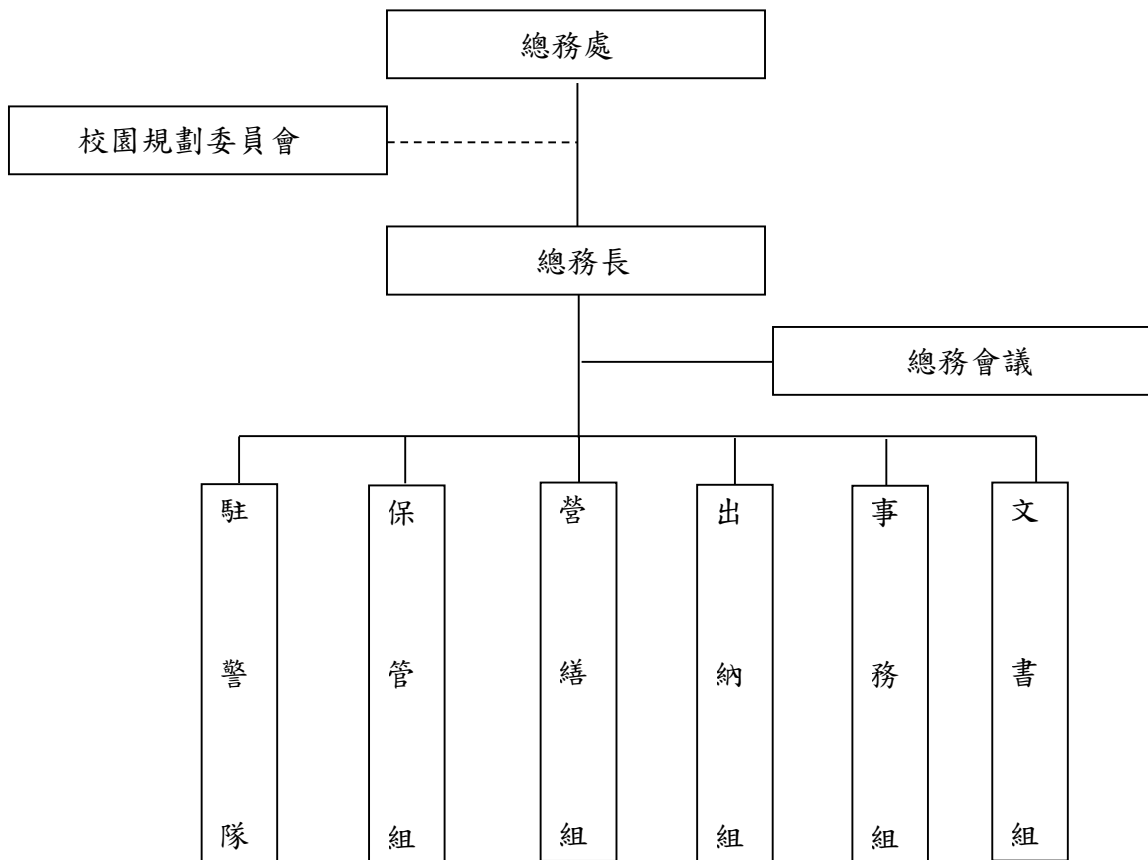 總務處
校園規劃委員會
總務長
總務會議
駐警隊
保管組
營繕組
出納組
事務組
文書組